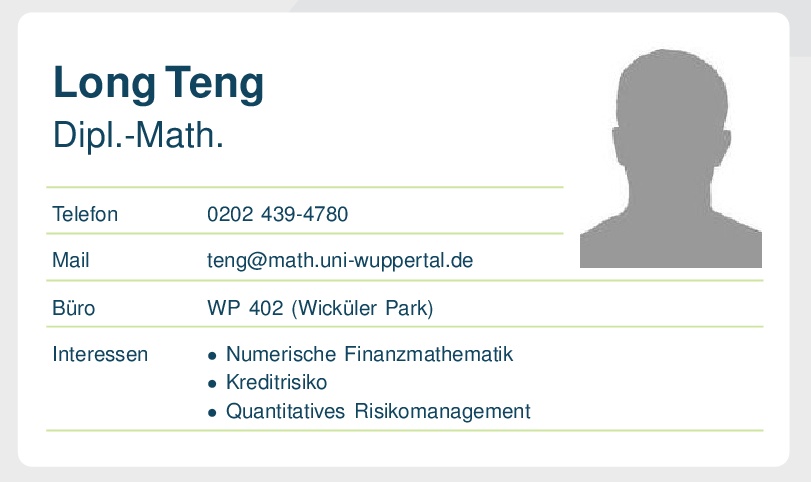 Long Teng
Dipl.-Math.
Telefon 0202 439-4780
Mail teng@math.uni-wuppertal.de
Büro WP 402 (Wicküler Park)
Interessen • Numerische Finanzmathematik
• Kreditrisiko
• Quantitatives Risikomanagement